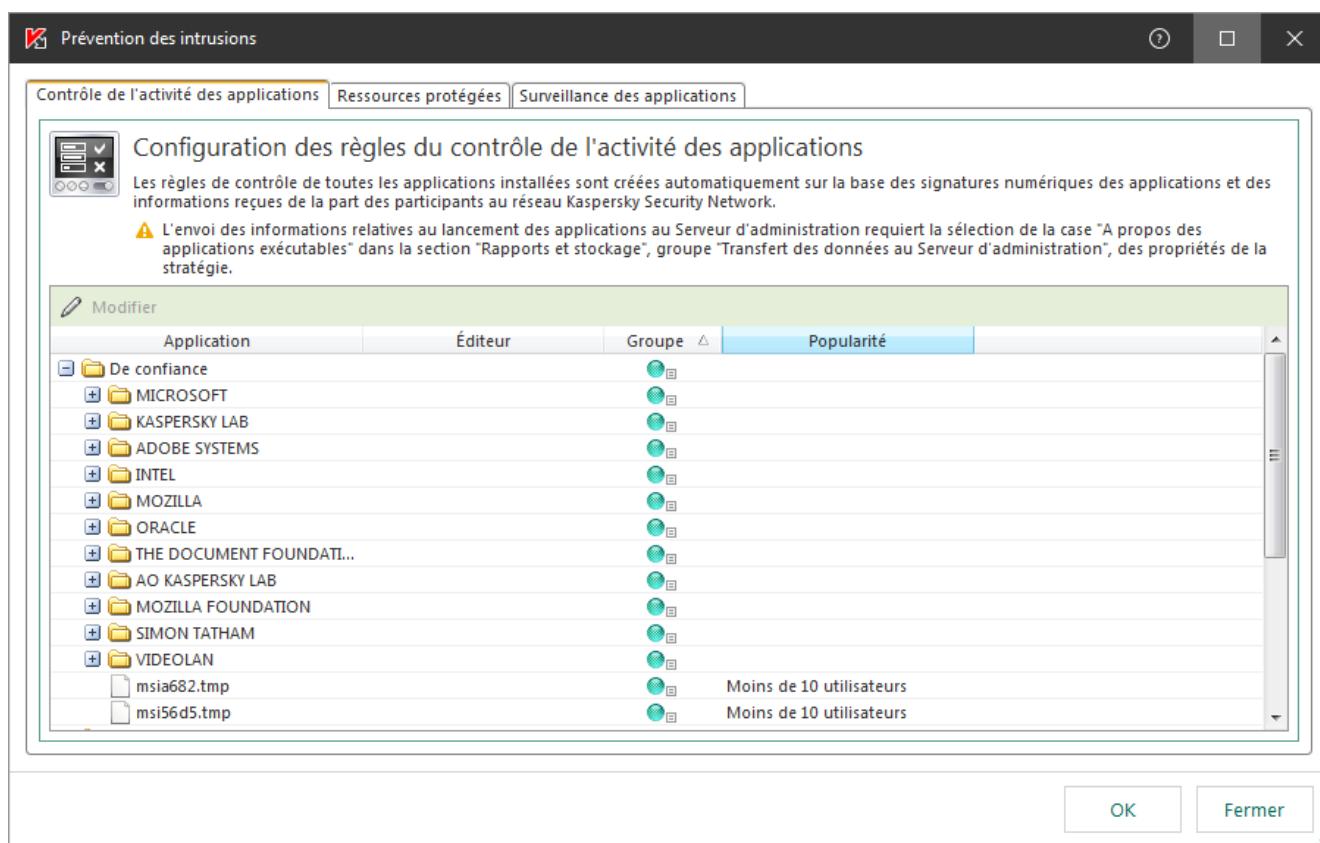 Prévention des intrusions
Contrôle de l'activité des applications
Ressources protégées
Surveillance des applications
Configuration des règles du contrôle de l'activité des applications
Les règles de contrôle de toutes les applications installées sont créées automatiquement sur la base des signatures numériques des applications et des
informations reçues de la part des participants au réseau Kaspersky Security Network.
L'envoi des informations relatives au lancement des applications au Serveur d'administration requiert la sélection de la case "A propos des
applications exécutables" dans la section "Rapports et stockage", groupe "Transfert des données au Serveur d'administration", des propriétés de la
stratégie.
Modifier
Application Éditeur Groupe Popularité
De confiance
MICROSOFT
KASPERSKY LAB
ADOBE SYSTEMS
INTEL
MOZILLA
ORACLE
THE DOCUMENT FOUNDATI...
AO KASPERSKY LAB
MOZILLA FOUNDATION
SIMON TATHAM
VIDEOLAN
msia682.tmp Moins de 10 utilisateurs
msi56d5.tmp Moins de 10 utilisateurs
OK Fermer